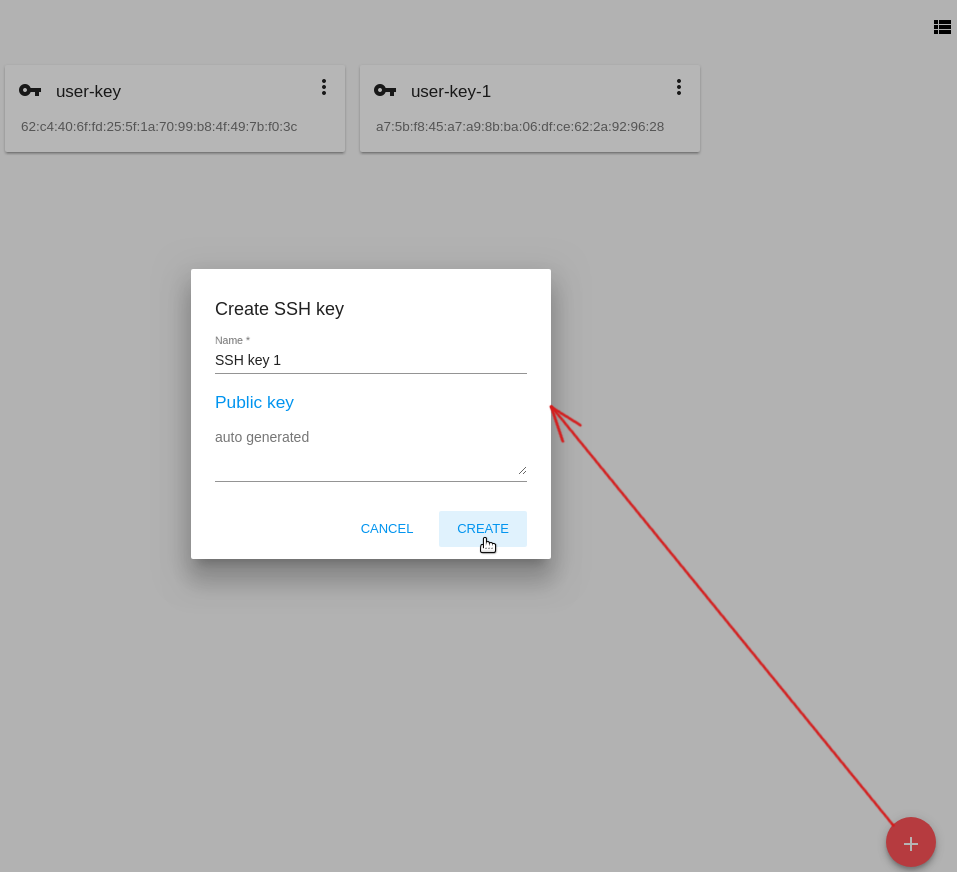 user-key
62:c4:40:6f:fd:25:5f:1a:70:99:b8:4f:49:7b:f0:3c
user-key-1
a7:5b:f8:45:a7:a9:8b:ba:06:df:ce:62:2a:92:96:28
Create SSH key
Name *
SSH key 1
Public key
auto generated
CANCEL
CREATE